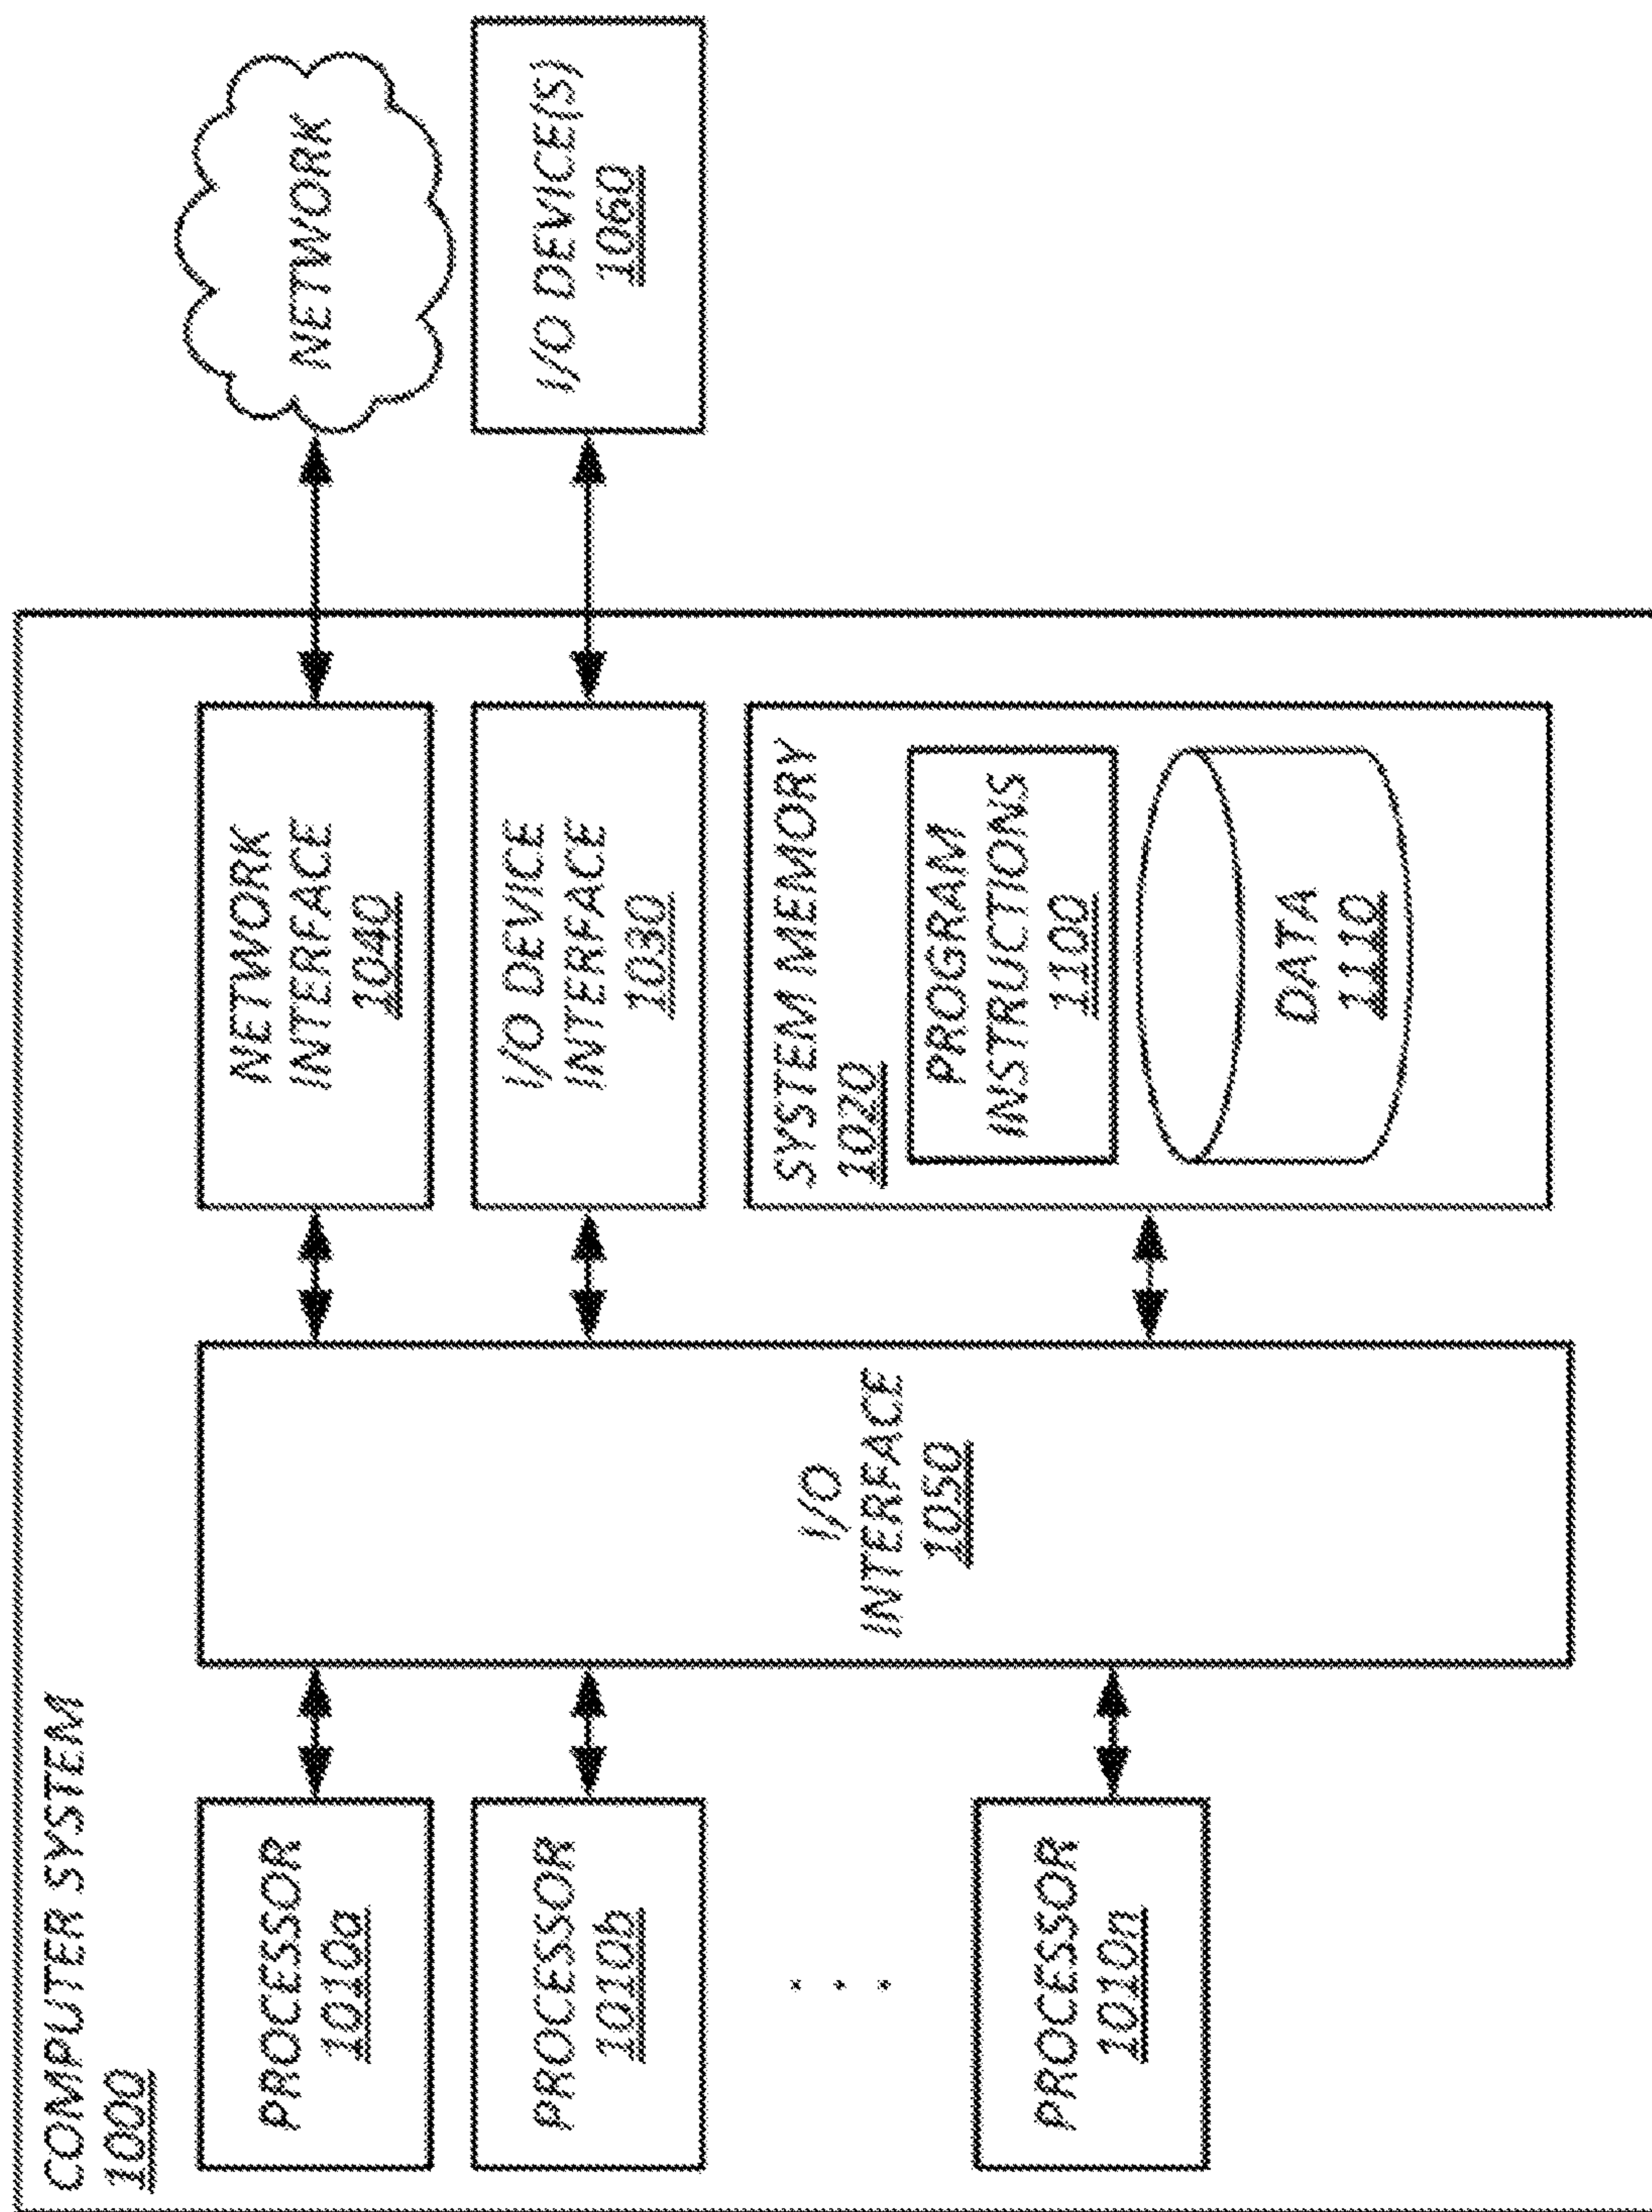 COMPUTER SYSTEM
1000
PROCESSOR
1010a
PROCESSOR
1010b
. . .
PROCESSOR
1010n
I/O
INTERFACE
1050
NETWORK
INTERFACE
1040
I/O DEVICE
INTERFACE
1030
SYSTEM MEMORY
1020
PROGRAM
INSTRUCTIONS
1100
DATA
1110
NETWORK
I/O DEVICE(S)
1060